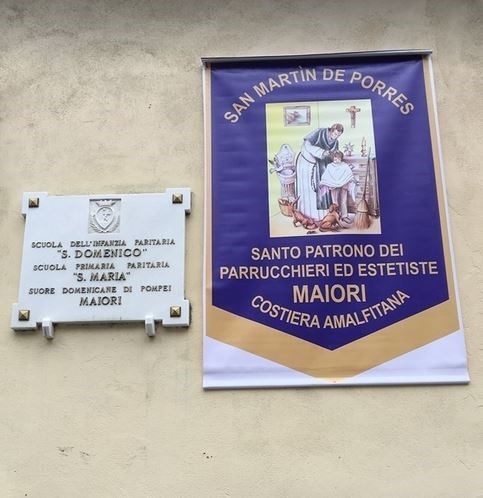 SCUOLA DELL'INFANZIA PARITARIA
"S. DOMENICO"
SCUOLA PRIMARIA PARITARIA
"S. MARIA"
SUORE DOMENICANE DI POMPEI
MAIORI
SAN MARTÌN DE PORRES
SANTO PATRONO DEI
PARRUCCHIERI ED ESTETISTE
MAIORI
COSTIERA AMALFITANA